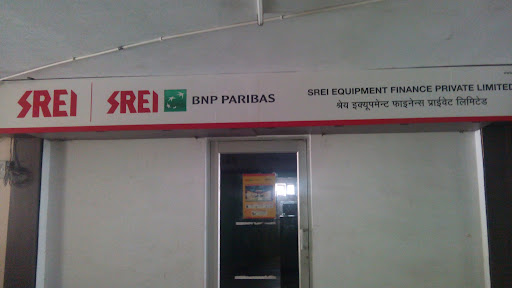 SREI
SREI BNP PARIBAS
SREI EQUIPMENT FINANCE PRIVATE LIMITED
श्रेय इक्यूपमेन्ट फाइनेन्स प्राईवेट लिमिटेड